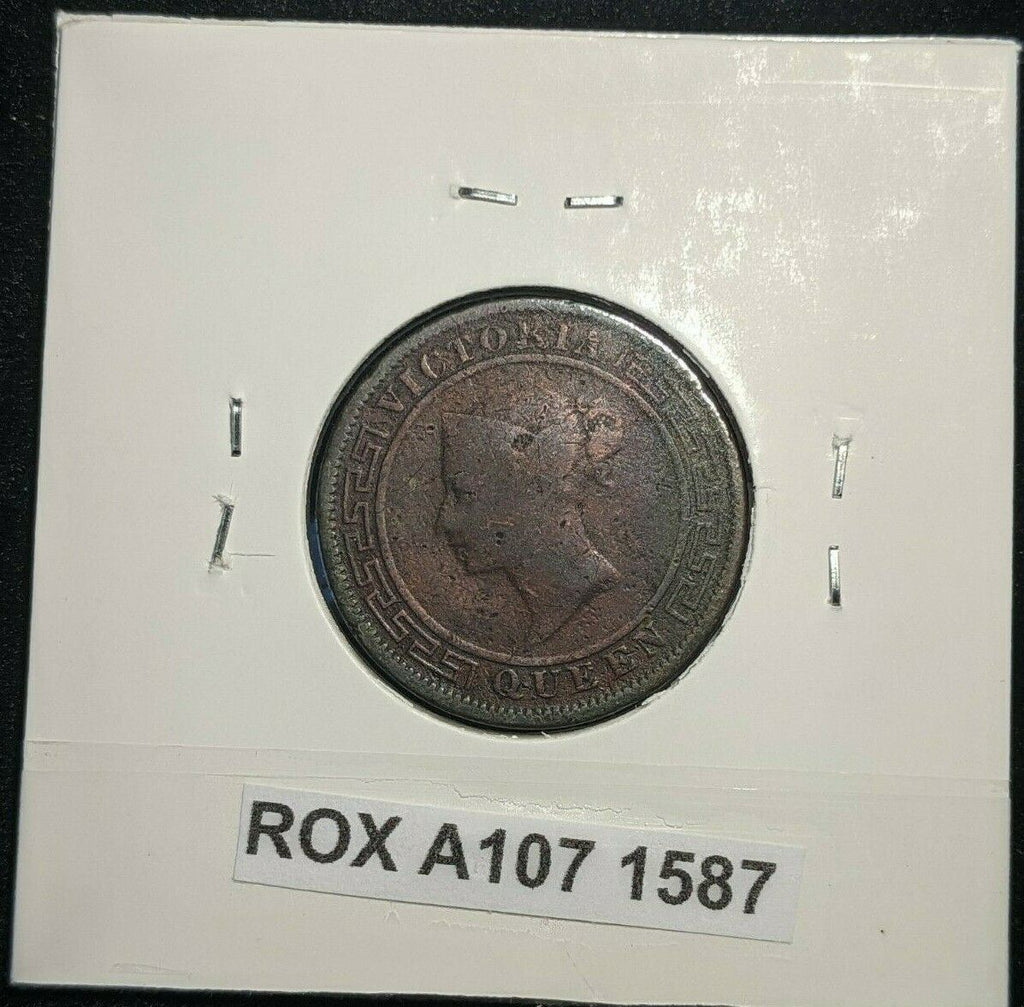 VICTORIA
QUEEN
ROX A107 1587